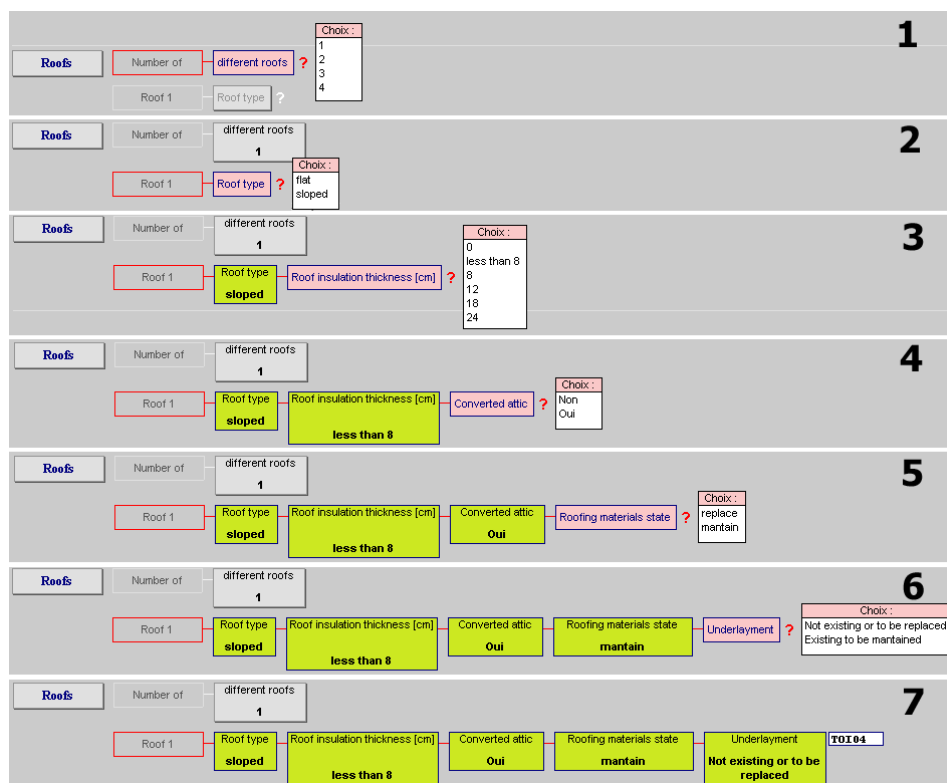 Choix :
1
1
2
3
4
Roofs
Number of
different roofs
?
Roof 1
Roof type
?
2
Roofs
Number of
different roofs
1
Choix :
flat
sloped
Roof 1
Roof type
?
3
Roofs
Number of
different roofs
1
Choix :
0
less than 8
8
12
18
24
Roof 1
Roof type
sloped
Roof insulation thickness [cm]
?
4
Roofs
Number of
different roofs
1
Roof 1
Roof type
sloped
Roof insulation thickness [cm]
less than 8
Converted attic
?
Choix :
Non
Oui
5
Roofs
Number of
different roofs
1
Roof 1
Roof type
sloped
Roof insulation thickness [cm]
less than 8
Converted attic
Oui
Roofing materials state
?
Choix :
replace
mantain
6
Roofs
Number of
different roofs
1
Roof 1
Roof type
sloped
Roof insulation thickness [cm]
less than 8
Converted attic
Oui
Roofing materials state
mantain
Underlayment
?
Choix :
Not existing or to be replaced
Existing to be mantained
7
Roofs
Number of
different roofs
1
Roof 1
Roof type
sloped
Roof insulation thickness [cm]
less than 8
Converted attic
Oui
Roofing materials state
mantain
Underlayment
Not existing or to be
replaced
TOI04